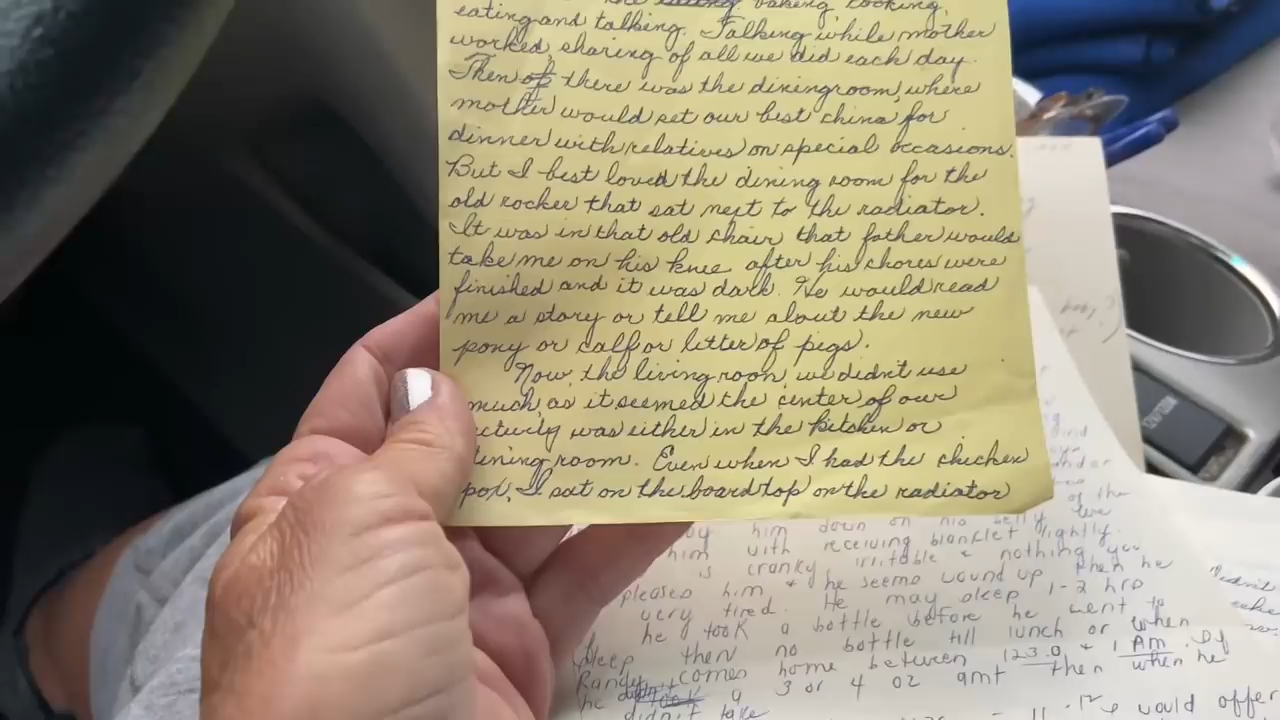 baking, cooking,
eating and talking. Talking while mother
worked sharing of all we did each day.
Then of there was the diningroom, where
mother would set our best china for
dinner with relatives on special occasions.
But I best loved the dining room for the
old rocker that sat next to the radiator.
It was in that old chair that father would
take me on his knee after his chores were
finished and it was dark. He would read
me a story or tell me about the new
pony or calf or letter of pigs.
Now, the living room, we didn't use
much, as it seemed the center of our
was either in the kitchen or
dining room. Even when I had the chicken
pox, I sat on the board top on the radiator
him down on his belly
him with receiving blanklet lightly.
is cranky irritable & nothing you
pleases him & he seems wound up. then he
very tired. He may sleep 1-2 hrs
he took a bottle before he went to
sleep then no bottle till lunch or when
Randy comes home between 12:30 & 1 Am. If
he a 3 or 4 oz amt then when he
didn't take
would offer